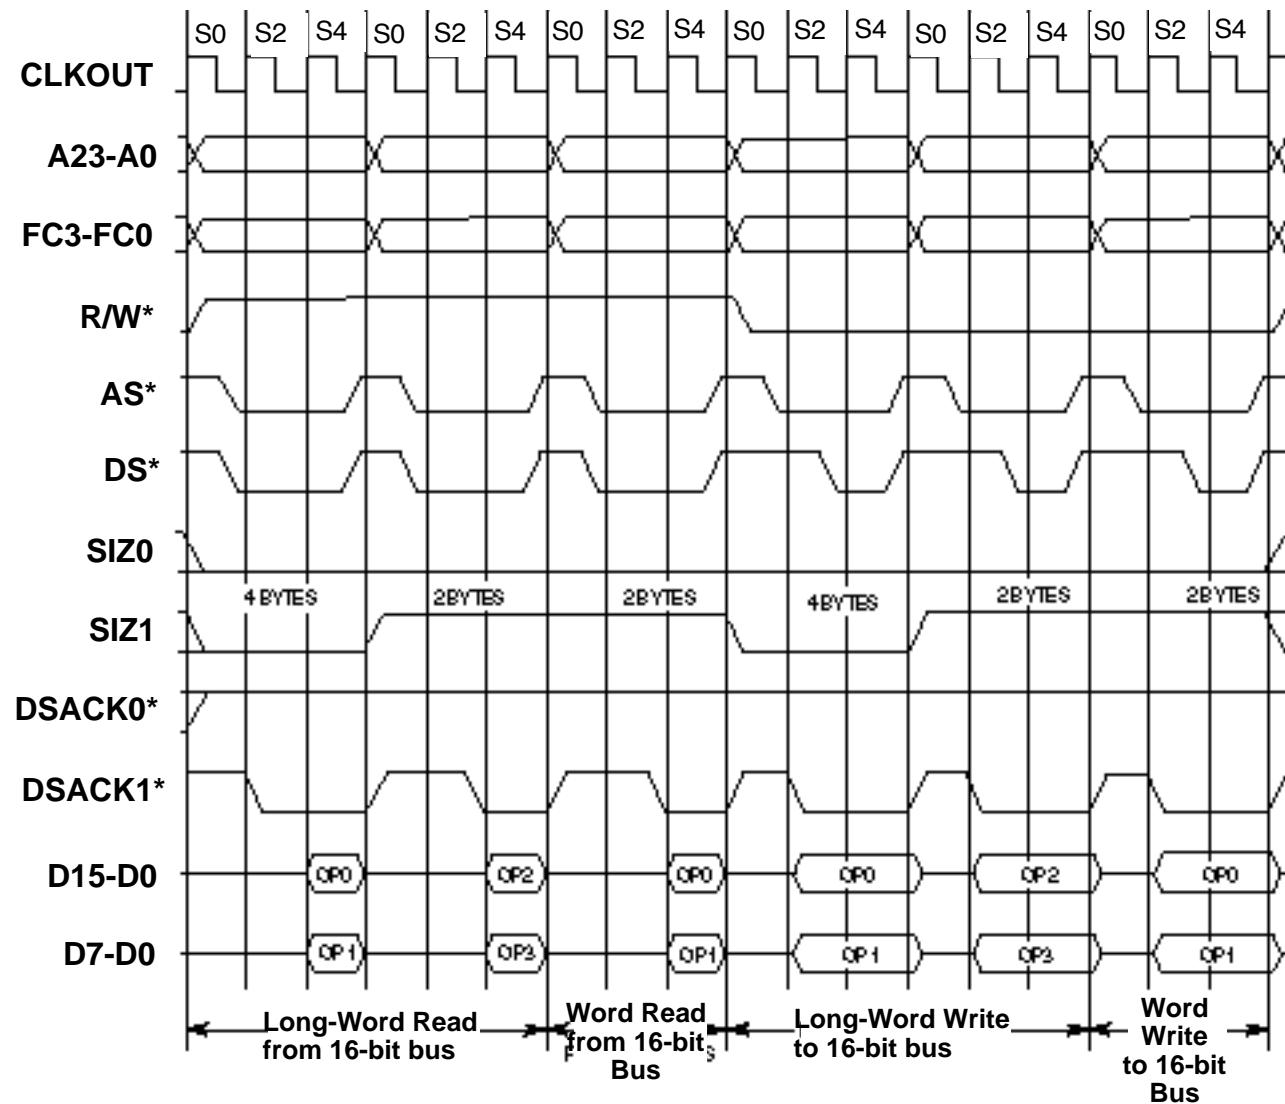 S0 S2 S4 S0 S2 S4 S0 S2 S4 S0 S2 S4 S0 S2 S4 S0 S2 S4
CLKOUT
A23-A0
FC3-FC0
R/W*
AS*
DS*
SIZ0
4 BYTES 2BYTES 2BYTES 4BYTES 2BYTES 2BYTES
SIZ1
DSACK0*
DSACK1*
D15-D0 OP0 OP2 OP0 OP0 OP2 OP0
D7-D0 OP1 OP3 OP1 OP1 OP3 OP1
Long-Word Read
from 16-bit bus
Word Read
from 16-bit
Bus
Long-Word Write
to 16-bit bus
Word
Write
to 16-bit
Bus